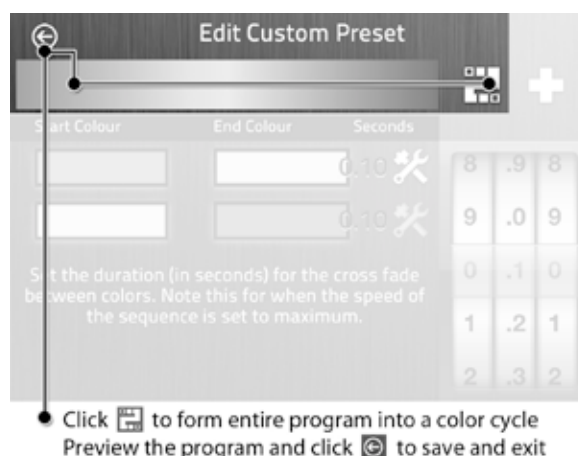 Edit Custom Preset
Start Colour End Colour Seconds
0.10
8 .9 8
0.10
9 .0 9
Set the duration (in seconds) for the cross fade
between colors. Note this for when the speed of
the sequence is set to maximum.
0 .1 0
1 .2 1
2 .3 2
Click to form entire program into a color cycle
Preview the program and click to save and exit